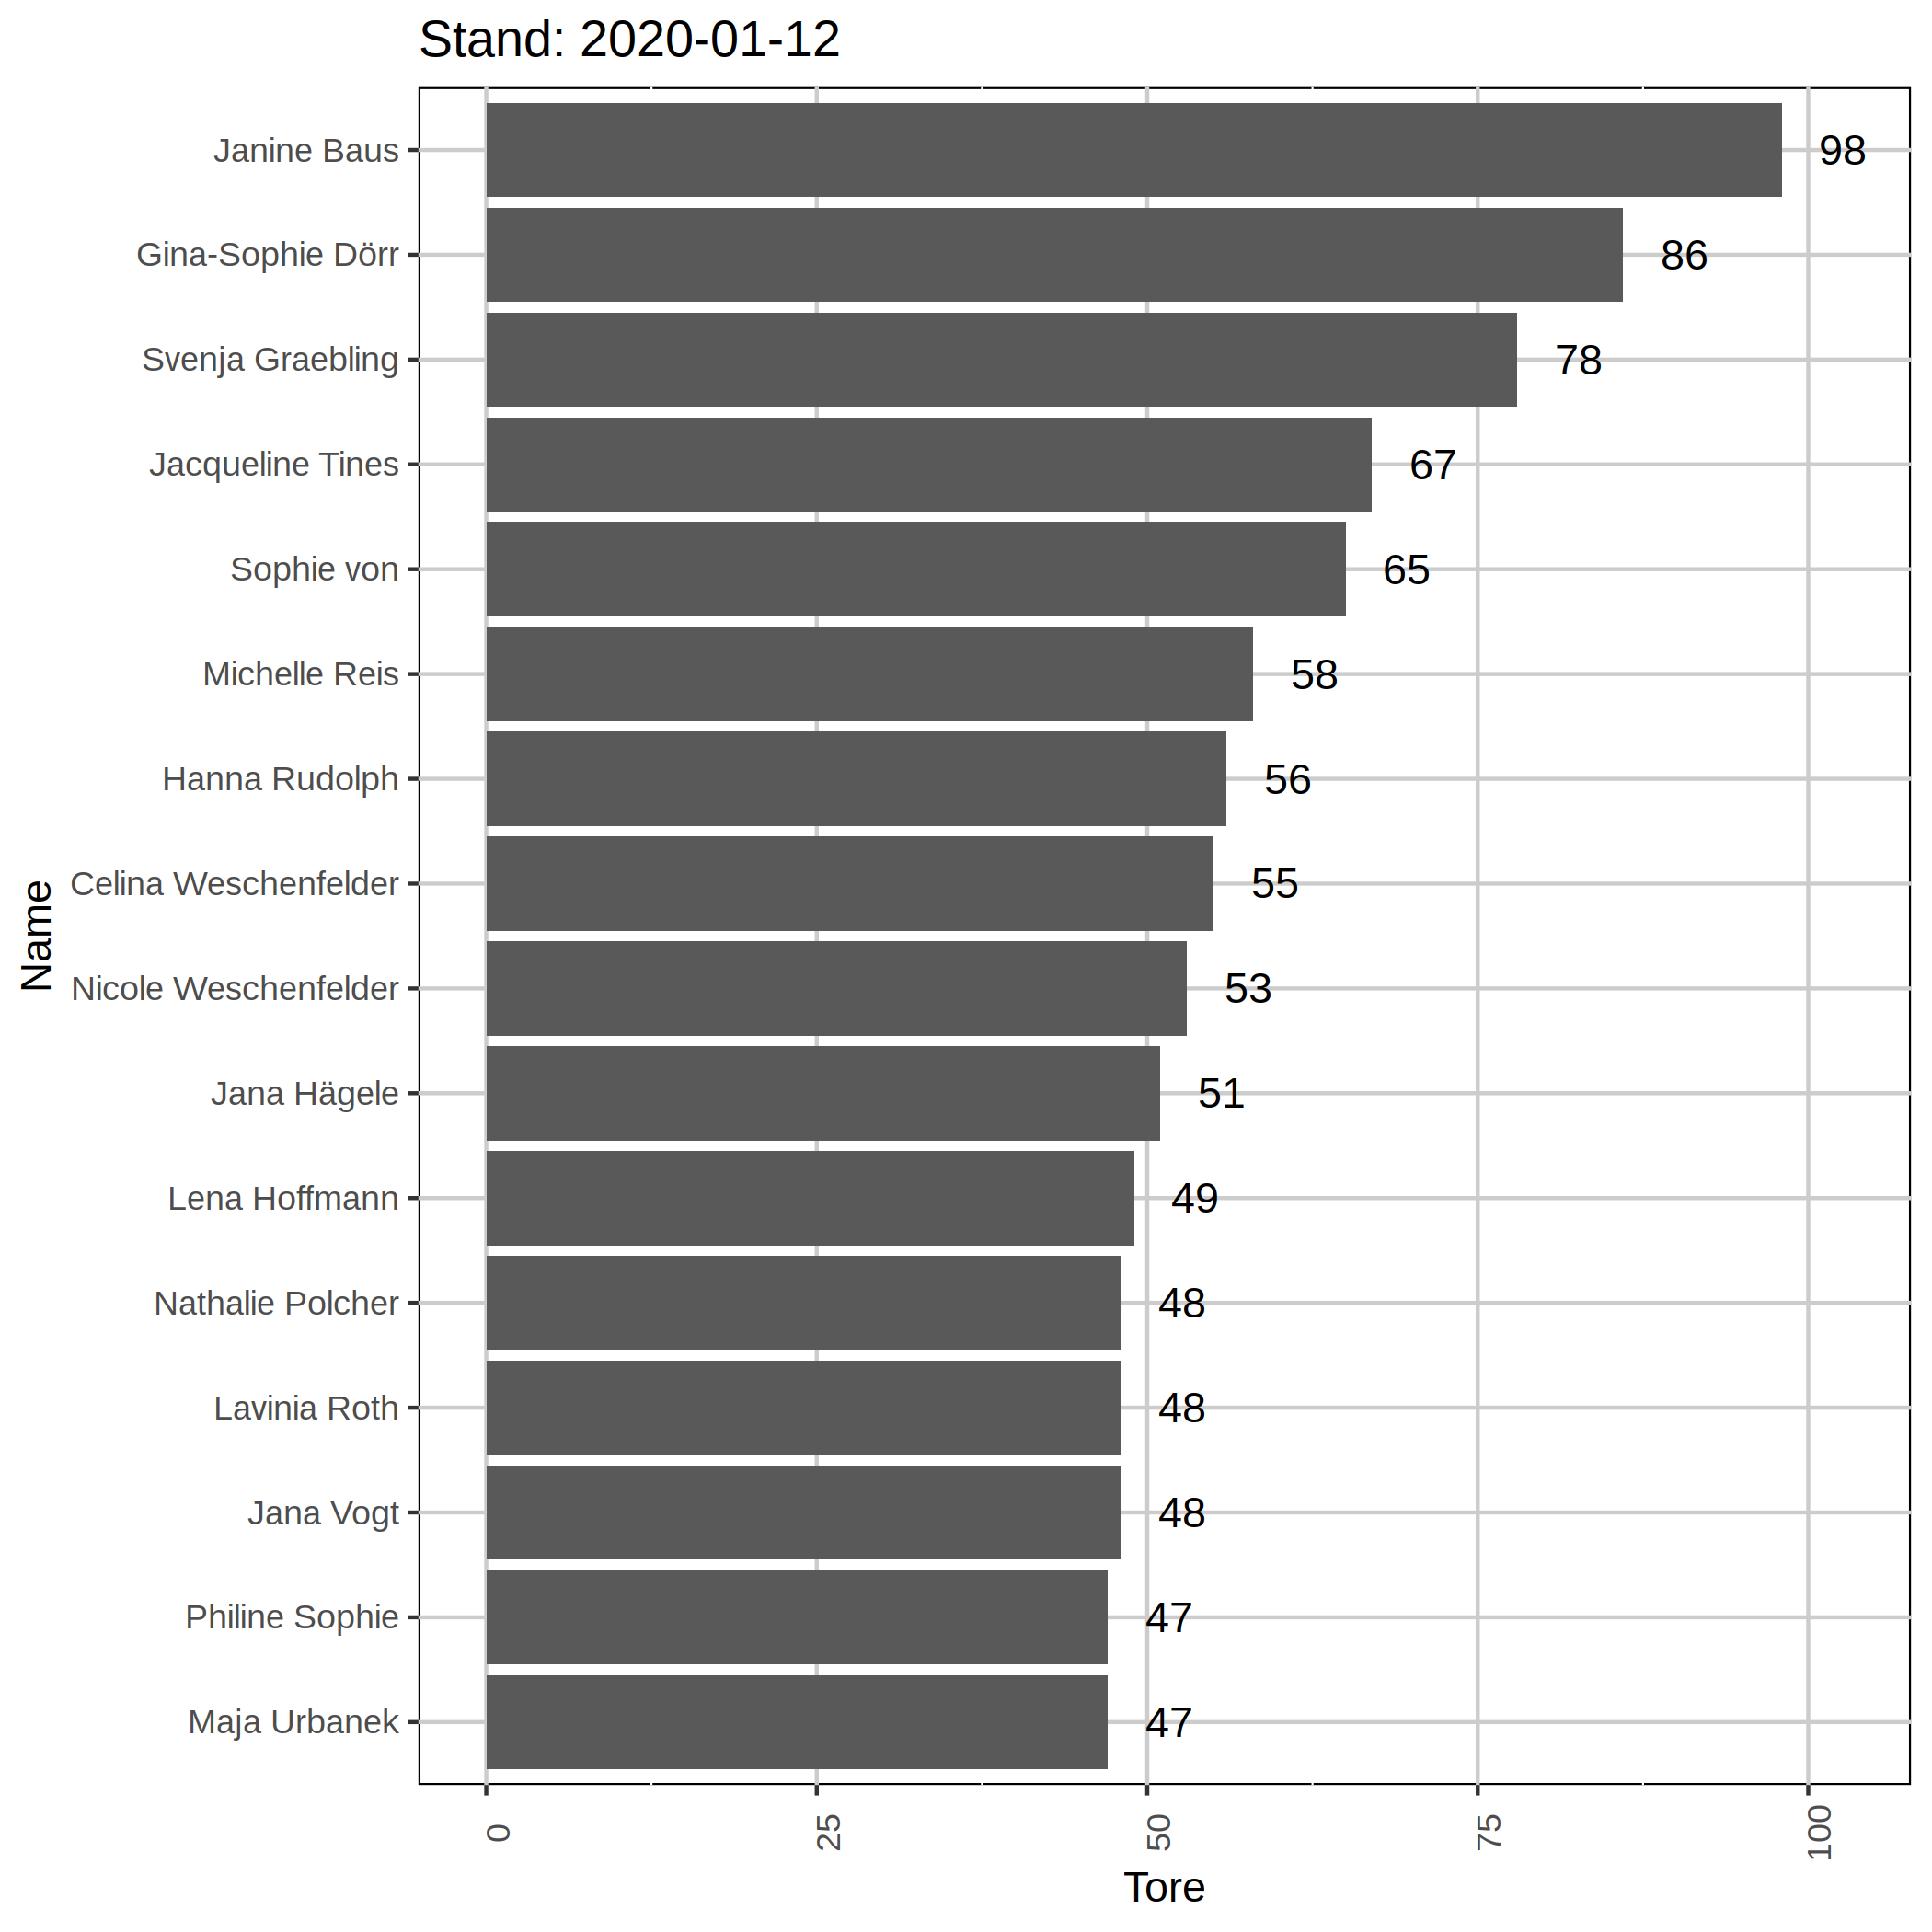 Stand: 2020-01-12
Janine Baus 98
Gina-Sophie Dörr 86
Svenja Graebling 78
Jacqueline Tines 67
Sophie von 65
Michelle Reis 58
Hanna Rudolph 56
Celina Weschenfelder 55
Name
Nicole Weschenfelder 53
Jana Hägele 51
Lena Hoffmann 49
Nathalie Polcher 48
Lavinia Roth 48
Jana Vogt 48
Philine Sophie 47
Maja Urbanek 47
0 25 50 75 100
Tore